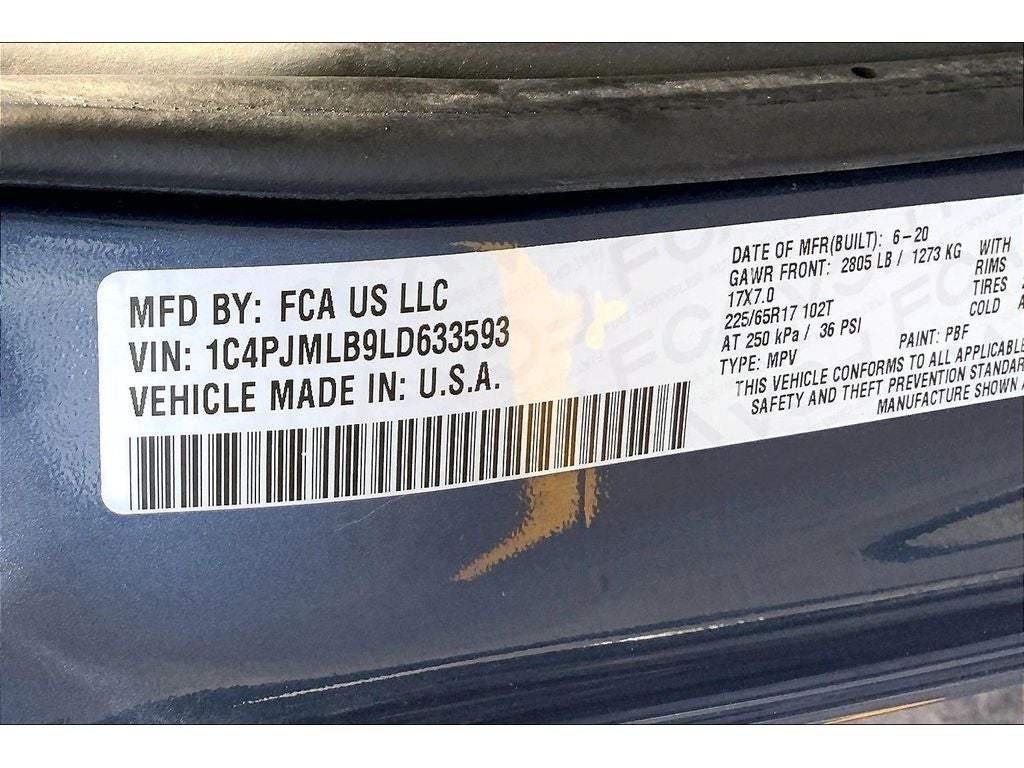 MFD BY: FCA US LLC
VIN: 1C4PJMLB9LD633593
VEHICLE MADE IN: U.S.A.
DATE OF MFR(BUILT): 6-20
GAWR FRONT: 2805 LB / 1273 KG WITH
17X7.0 RIMS
225/65R17 102T TIRES
AT 250 kPa / 36 PSI COLD
PAINT: PBF
TYPE: MPV
THIS VEHICLE CONFORMS TO ALL APPLICABLE
SAFETY AND THEFT PREVENTION STANDAR
MANUFACTURE SHOWN A